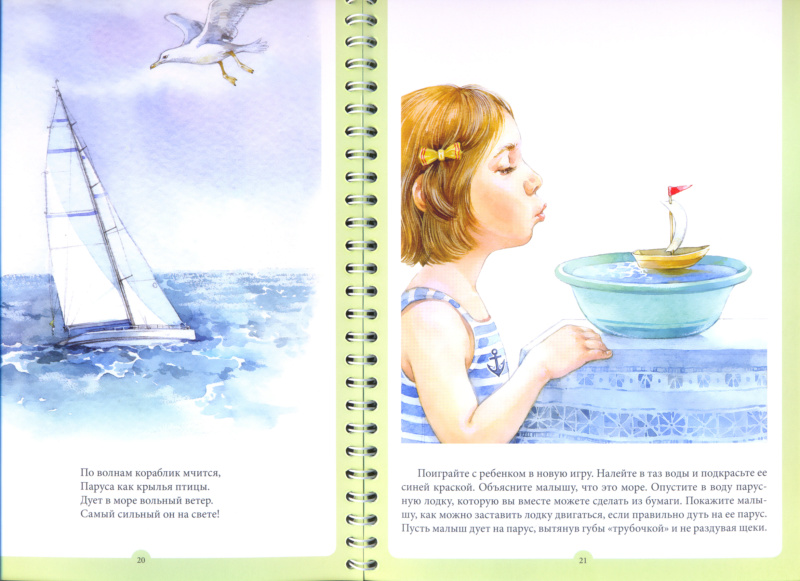 По волнам кораблик мчится,
Паруса как крылья птицы.
Дует в море вольный ветер.
Самый сильный он на свете!
20
Поиграйте с ребенком в новую игру. Налейте в таз воды и подкрасьте ее
синей краской. Объясните малышу, что это море. Опустите в воду парус-
ную лодку, которую вы вместе можете сделать из бумаги. Покажите малы-
шу, как можно заставить лодку двигаться, если правильно дуть на ее парус.
Пусть малыш дует на парус, вытянув губы «трубочкой» и не раздувая щеки.
21